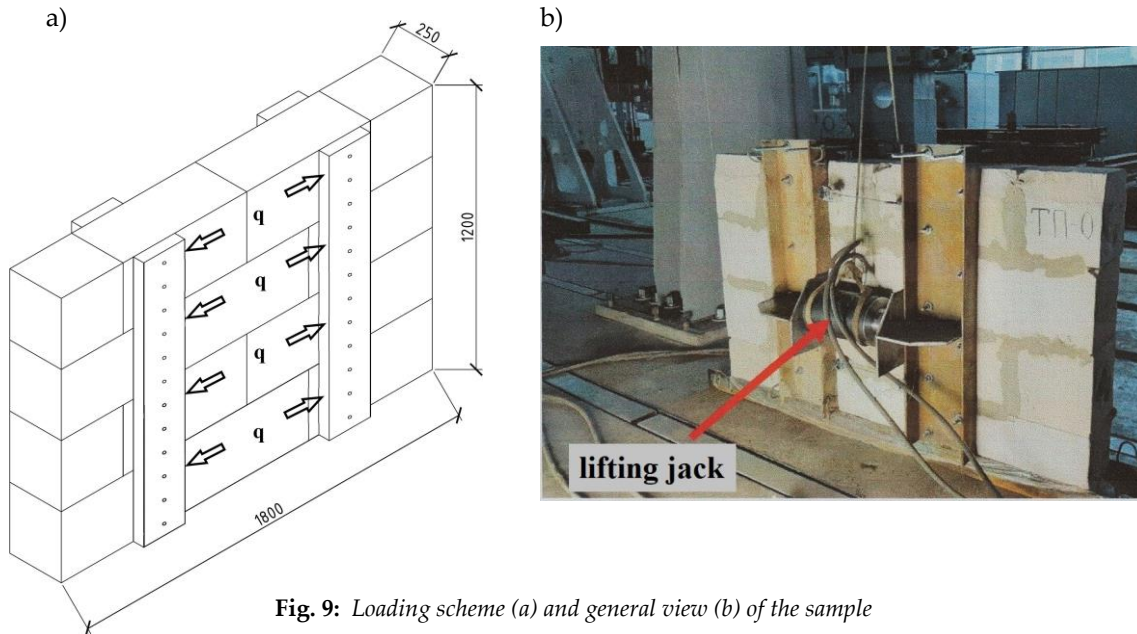 a)
b)
250
q
q
q
q
1200
1800
ТП-0
lifting jack
Fig. 9: Loading scheme (a) and general view (b) of the sample